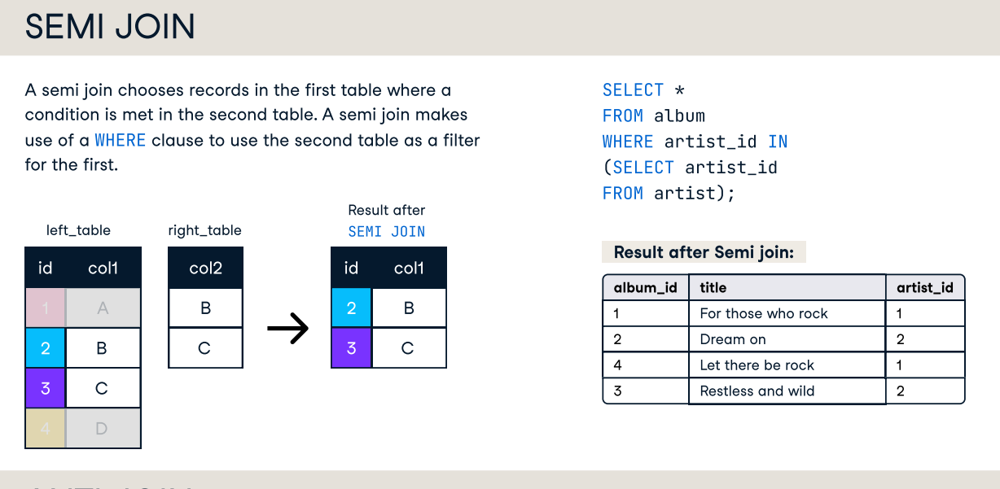 SEMI JOIN
A semi join chooses records in the first table where a
condition is met in the second table. A semi join makes
use of a WHERE clause to use the second table as a filter
for the first.
left_table
id col1
1 A
2 B
3 C
4 D
right_table
col2
B
C
Result after
SEMI JOIN
id col1
2 B
3 C
SELECT *
FROM album
WHERE artist_id IN
(SELECT artist_id
FROM artist);
Result after Semi join:
album_id title artist_id
1 For those who rock 1
2 Dream on 2
4 Let there be rock 1
3 Restless and wild 2